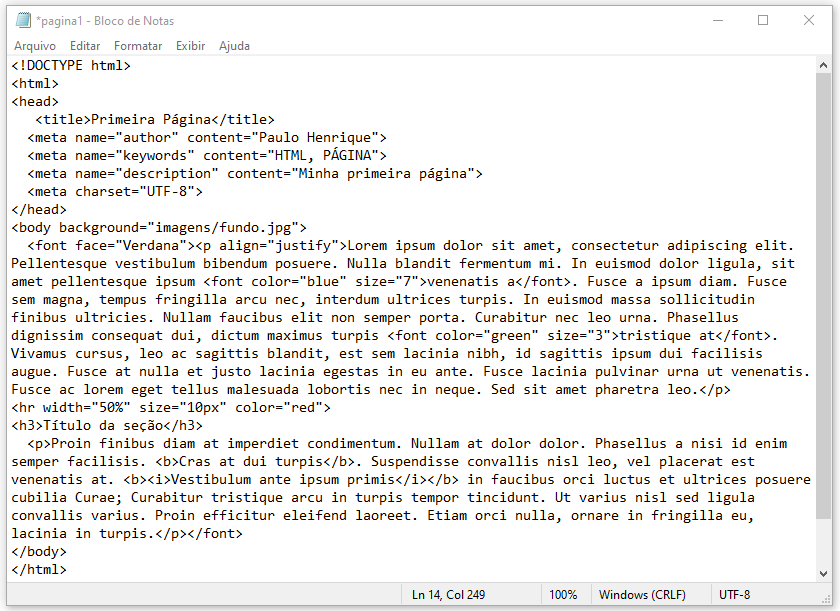 *pagina1 - Bloco de Notas
Arquivo Editar Formatar Exibir Ajuda
<!DOCTYPE html>
<html>
<head>
   <title>Primeira Página</title>
  <meta name="author" content="Paulo Henrique">
  <meta name="keywords" content="HTML, PÁGINA">
  <meta name="description" content="Minha primeira página">
  <meta charset="UTF-8">
</head>
<body background="imagens/fundo.jpg">
  <font face="Verdana"><p align="justify">Lorem ipsum dolor sit amet, consectetur adipiscing elit.
Pellentesque vestibulum bibendum posuere. Nulla blandit fermentum mi. In euismod dolor ligula, sit
amet pellentesque ipsum <font color="blue" size="7">venenatis a</font>. Fusce a ipsum diam. Fusce
sem magna, tempus fringilla arcu nec, interdum ultrices turpis. In euismod massa sollicitudin
finibus ultricies. Nullam faucibus elit non semper porta. Curabitur nec leo urna. Phasellus
dignissim consequat dui, dictum maximus turpis <font color="green" size="3">tristique at</font>.
Vivamus cursus, leo ac sagittis blandit, est sem lacinia nibh, id sagittis ipsum dui facilisis
augue. Fusce at nulla et justo lacinia egestas in eu ante. Fusce lacinia pulvinar urna ut venenatis.
Fusce ac lorem eget tellus malesuada lobortis nec in neque. Sed sit amet pharetra leo.</p>
<hr width="50%" size="10px" color="red">
<h3>Título da seção</h3>
  <p>Proin finibus diam at imperdiet condimentum. Nullam at dolor dolor. Phasellus a nisi id enim
semper facilisis. <b>Cras at dui turpis</b>. Suspendisse convallis nisl leo, vel placerat est
venenatis at. <b><i>Vestibulum ante ipsum primis</i></b> in faucibus orci luctus et ultrices posuere
cubilia Curae; Curabitur tristique arcu in turpis tempor tincidunt. Ut varius nisl sed ligula
convallis varius. Proin efficitur eleifend laoreet. Etiam orci nulla, ornare in fringilla eu,
lacinia in turpis.</p></font>
</body>
</html>
Ln 14, Col 249 100% Windows (CRLF) UTF-8